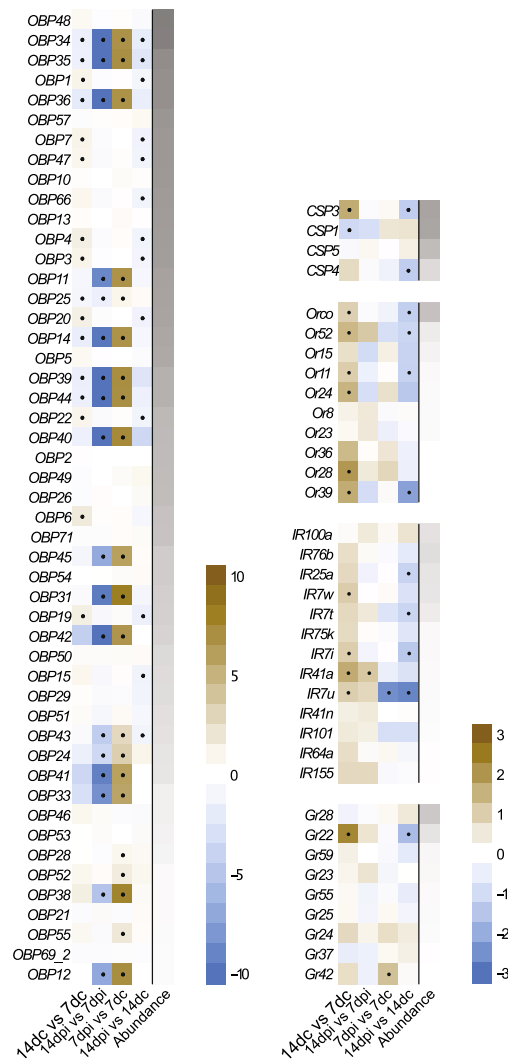 OBP48
OBP34
OBP35
OBP1
OBP36
OBP57
OBP7
OBP47
OBP10
OBP66
OBP13
OBP4
OBP3
OBP11
OBP25
OBP20
OBP14
OBP5
OBP39
OBP44
OBP22
OBP40
OBP2
OBP49
OBP26
OBP6
OBP71
OBP45
OBP54
OBP31
OBP19
OBP42
OBP50
OBP15
OBP29
OBP51
OBP43
OBP24
OBP41
OBP33
OBP46
OBP53
OBP28
OBP52
OBP38
OBP21
OBP55
OBP69_2
OBP12
14dc vs 7dc
14dpi vs 7dpi
7dpi vs 7dc
14dpi vs 14dc
Abundance
10
5
0
-5
-10
CSP3
CSP1
CSP5
CSP4
Orco
Or52
Or15
Or11
Or24
Or8
Or23
Or36
Or28
Or39
IR100a
IR76b
IR25a
IR7w
IR7t
IR75k
IR7i
IR41a
IR7u
IR41n
IR101
IR64a
IR155
Gr28
Gr22
Gr59
Gr23
Gr55
Gr25
Gr24
Gr37
Gr42
14dc vs 7dc
14dpi vs 7dpi
7dpi vs 7dc
14dpi vs 14dc
Abundance
3
2
1
0
-1
-2
-3